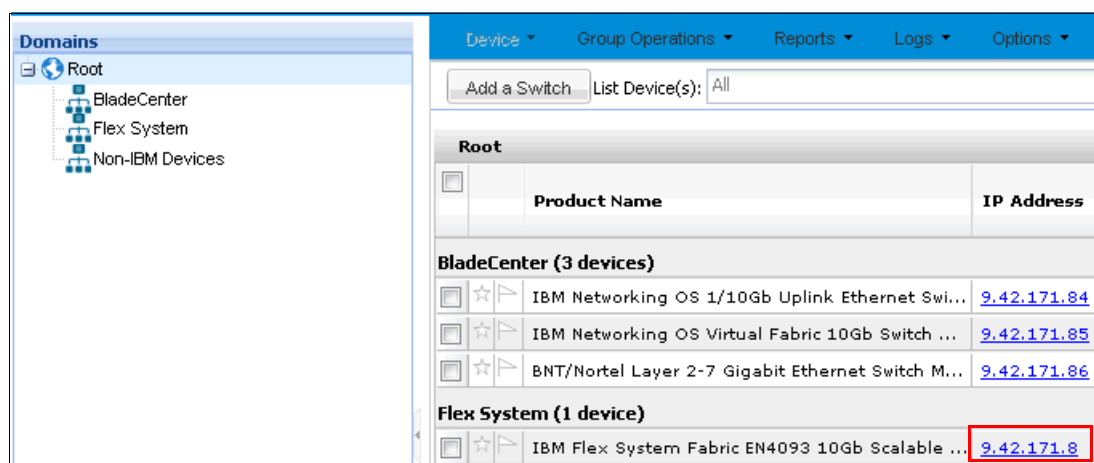 Domains
Root
BladeCenter
Flex System
Non-IBM Devices
Device Group Operations Reports Logs Options
Add a Switch List Device(s): All
Root
Product Name IP Address
BladeCenter (3 devices)
IBM Networking OS 1/10Gb Uplink Ethernet Swi... 9.42.171.84
IBM Networking OS Virtual Fabric 10Gb Switch ... 9.42.171.85
BNT/Nortel Layer 2-7 Gigabit Ethernet Switch M... 9.42.171.86
Flex System (1 device)
IBM Flex System Fabric EN4093 10Gb Scalable ... 9.42.171.8